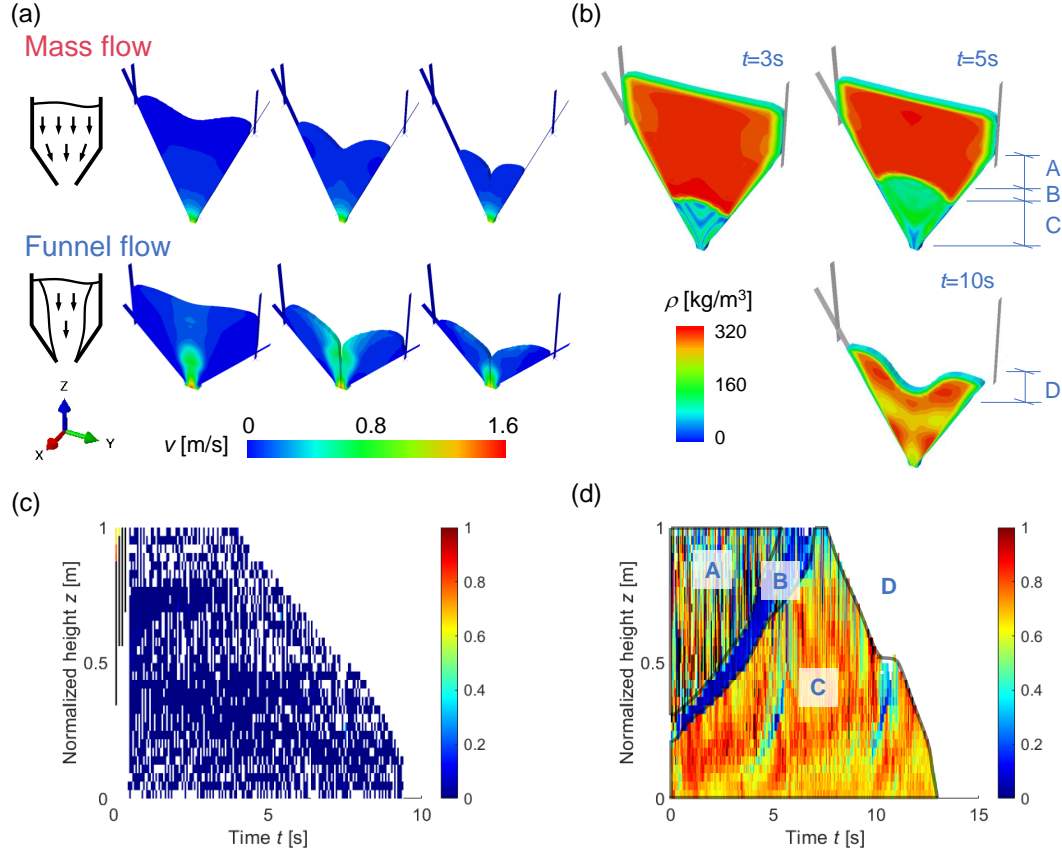 (a)
Mass flow
Funnel flow
Z
Y
X
v [m/s]
0
0.8
1.6
(b)
t=3s
t=5s
A
B
C
t=10s
D
ρ [kg/m³]
320
160
0
(c)
Normalized height z [m]
1
0.5
0
0
5
10
Time t [s]
1
0.8
0.6
0.4
0.2
0
(d)
Normalized height z [m]
1
0.5
0
A
B
C
D
0
5
10
15
Time t [s]
1
0.8
0.6
0.4
0.2
0